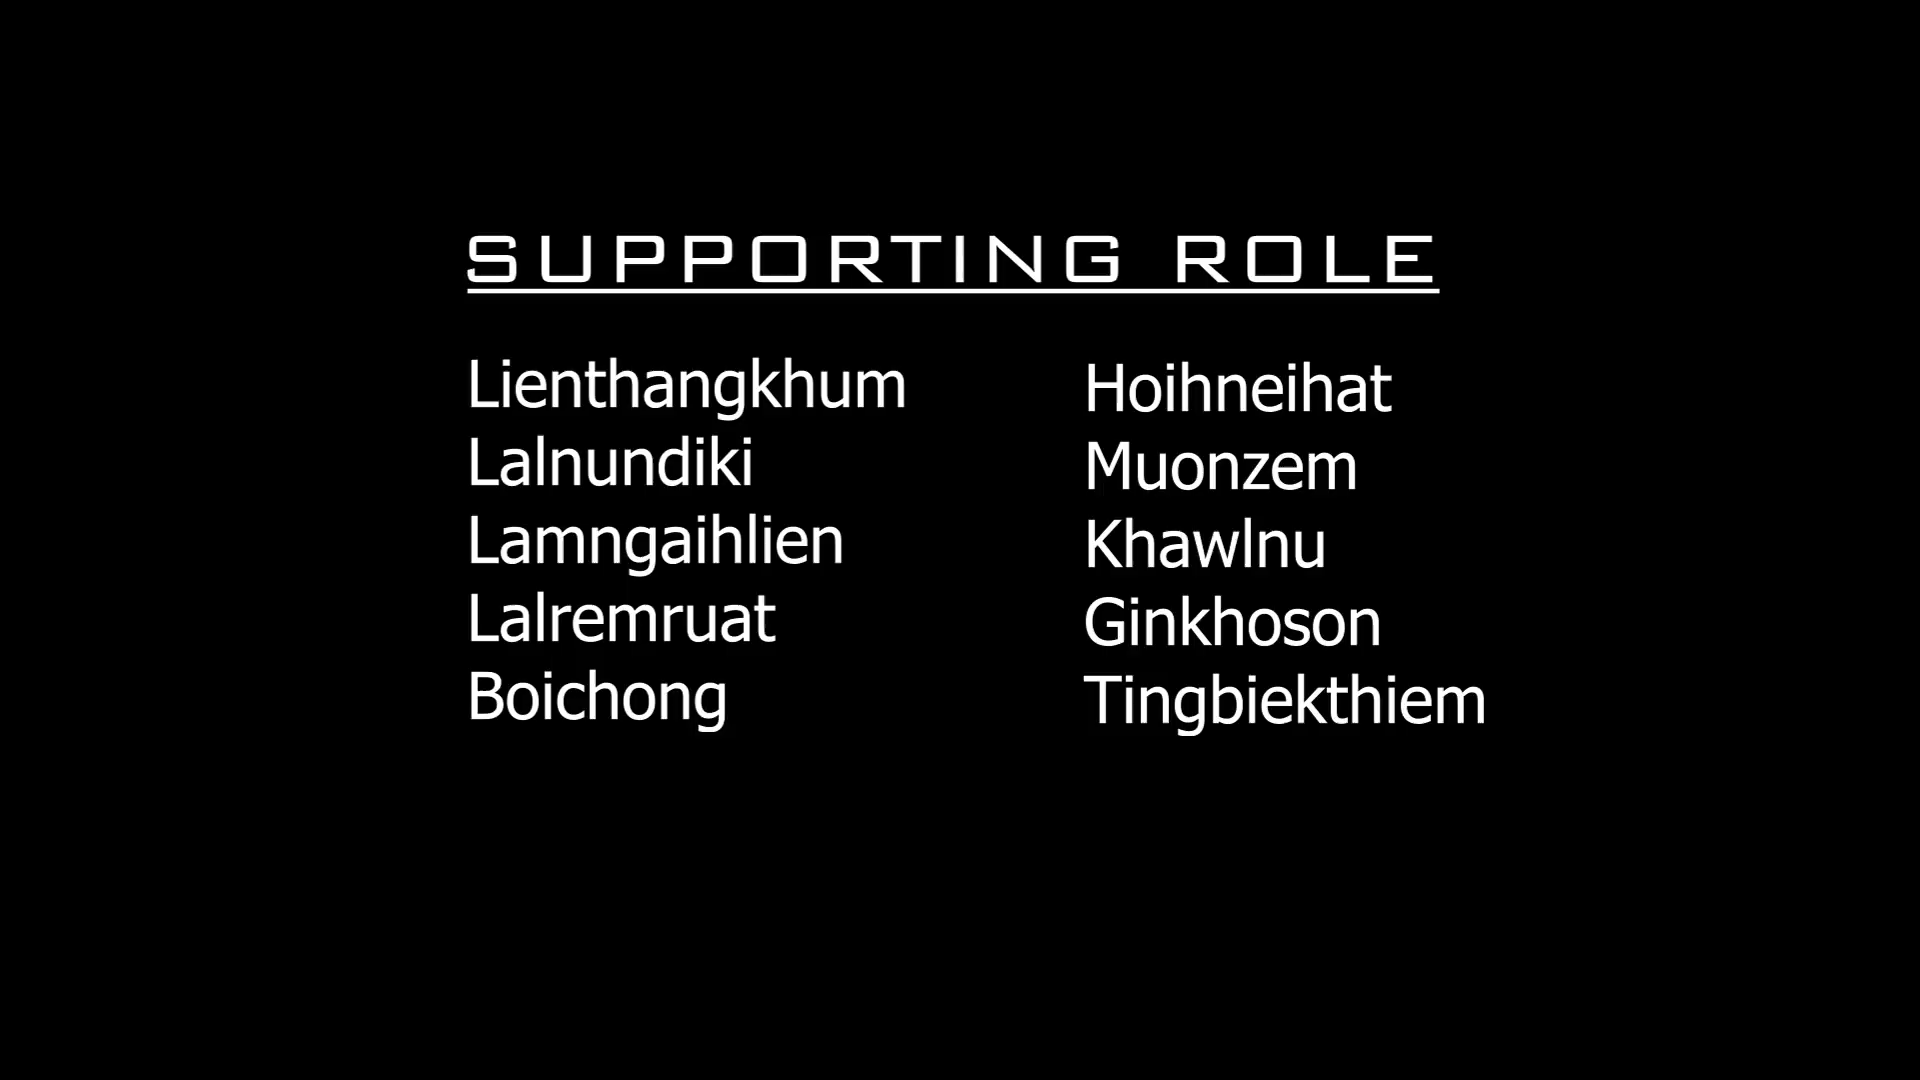 SUPPORTING ROLE
Lienthangkhum
Lalnundiki
Lamngaihlien
Lalremruat
Boichong
Hoihneihat
Muonzem
Khawlnu
Ginkhoson
Tingbiekthiem